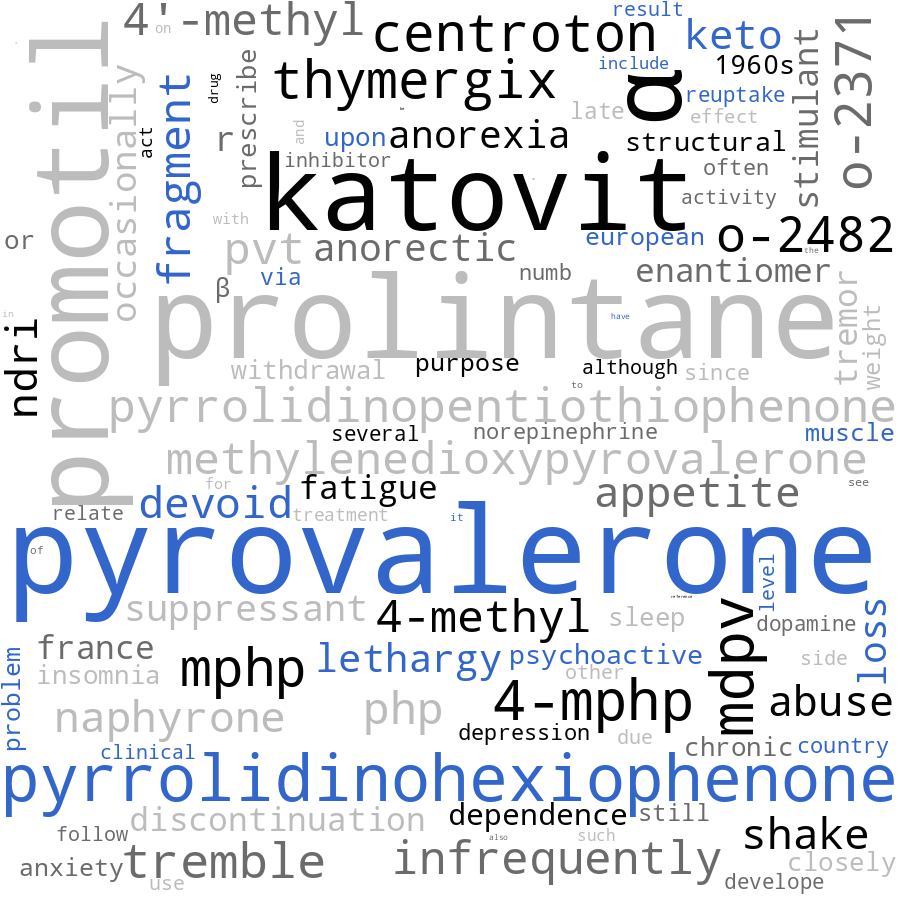 result
4'-methyl
on
centroton
keto
o-2371
promotil
thymergix
include
1960s
α
stimulant
occasionally
fragment
drug
prescribe
reuptake
late
effect
act
r
and
upon
anorexia
structural
inhibitor
often
katovit
activity
with
or
pvt
anorectic
european
o-2482
the
via
numb
enantiomer
β
prolintane
tremor
in
have
weight
ndri
withdrawal
purpose
although
since
to
pyrrolidinopentiothiophenone
several
norepinephrine
muscle
methylenedioxypyrovalerone
for
devoid
fatigue
appetite
see
relate
treatment
it
pyrovalerone
of
level
reference
suppressant
4-methyl
sleep
mdpv
dopamine
loss
france
problem
insomnia
mphp
lethargy
psychoactive
other
side
naphyrone
php
4-mphp
abuse
depression
due
clinical
chronic
country
pyrrolidinohexiophenone
discontinuation
dependence
still
follow
also
such
shake
anxiety
tremble
infrequently
closely
use
develope